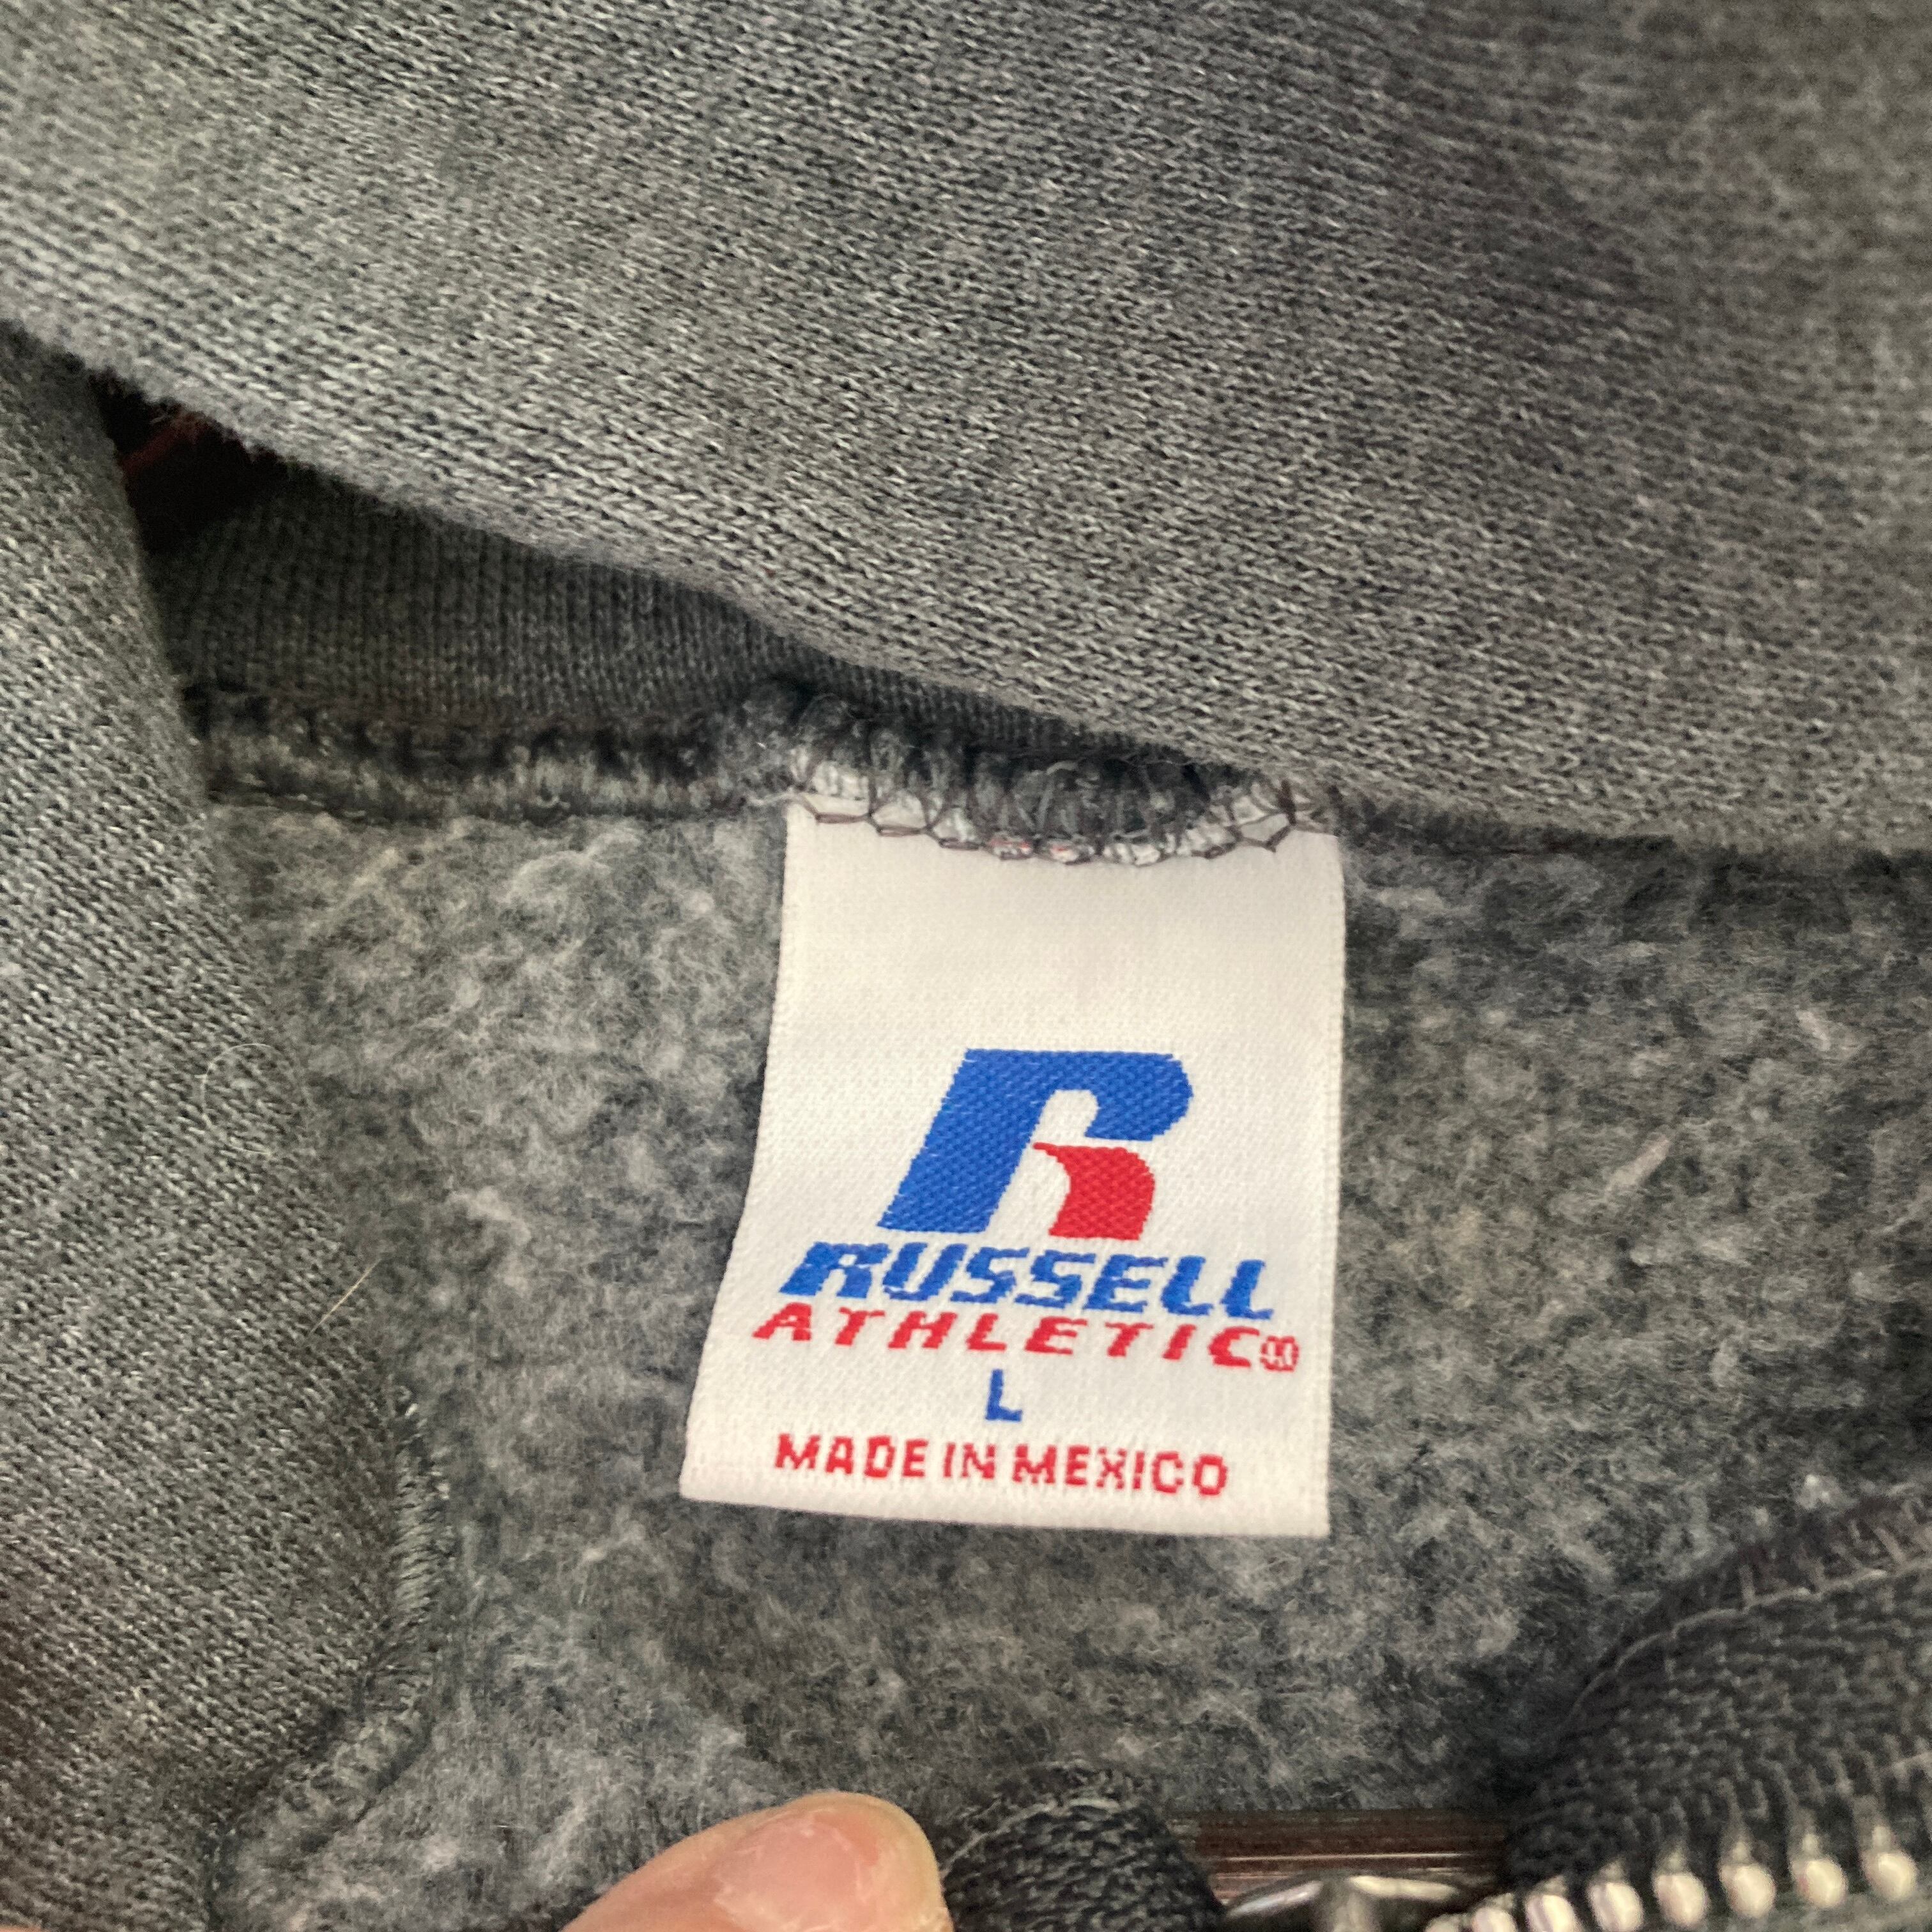 R
RUSSELL
ATHLETIC®
L
MADE IN MEXICO